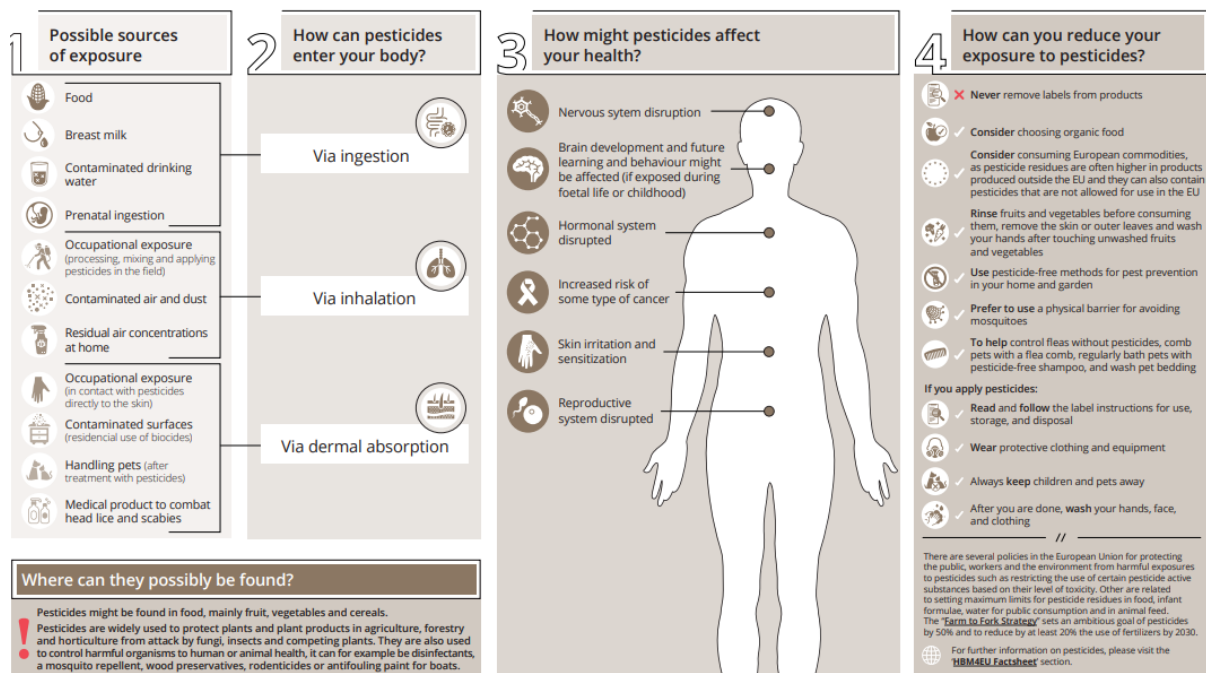 1
Possible sources
of exposure
Food
Breast milk
Contaminated drinking
water
Prenatal ingestion
Occupational exposure
(processing, mixing and applying
pesticides in the field)
Contaminated air and dust
Residual air concentrations
at home
Occupational exposure
(in contact with pesticides
directly to the skin)
Contaminated surfaces
(residencial use of biocides)
Handling pets (after
treatment with pesticides)
Medical product to combat
head lice and scabies
2
How can pesticides
enter your body?
Via ingestion
Via inhalation
Via dermal absorption
Where can they possibly be found?
!
Pesticides might be found in food, mainly fruit, vegetables and cereals.
Pesticides are widely used to protect plants and plant products in agriculture, forestry
and horticulture from attack by fungi, insects and competing plants. They are also used
to control harmful organisms to human or animal health, it can for example be disinfectants,
a mosquito repellent, wood preservatives, rodenticides or antifouling paint for boats.
3
How might pesticides affect
your health?
Nervous sytem disruption
Brain development and future
learning and behaviour might
be affected (if exposed during
foetal life or childhood)
Hormonal system
disrupted
Increased risk of
some type of cancer
Skin irritation and
sensitization
Reproductive
system disrupted
4
How can you reduce your
exposure to pesticides?
Never remove labels from products
Consider choosing organic food
Consider consuming European commodities,
as pesticide residues are often higher in products
produced outside the EU and they can also contain
pesticides that are not allowed for use in the EU
Rinse fruits and vegetables before consuming
them, remove the skin or outer leaves and wash
your hands after touching unwashed fruits
and vegetables
Use pesticide-free methods for pest prevention
in your home and garden
Prefer to use a physical barrier for avoiding
mosquitoes
To help control fleas without pesticides, comb
pets with a flea comb, regularly bath pets with
pesticide-free shampoo, and wash pet bedding
If you apply pesticides:
Read and follow the label instructions for use,
storage, and disposal
Wear protective clothing and equipment
Always keep children and pets away
After you are done, wash your hands, face,
and clothing
//
There are several policies in the European Union for protecting
the public, workers and the environment from harmful exposures
to pesticides such as restricting the use of certain pesticide active
substances based on their level of toxicity. Other are related
to setting maximum limits for pesticide residues in food, infant
formulae, water for public consumption and in animal feed.
The "Farm to Fork Strategy" sets an ambitious goal of pesticides
by 50% and to reduce by at least 20% the use of fertilizers by 2030.
For further information on pesticides, please visit the
'HBM4EU Factsheet' section.